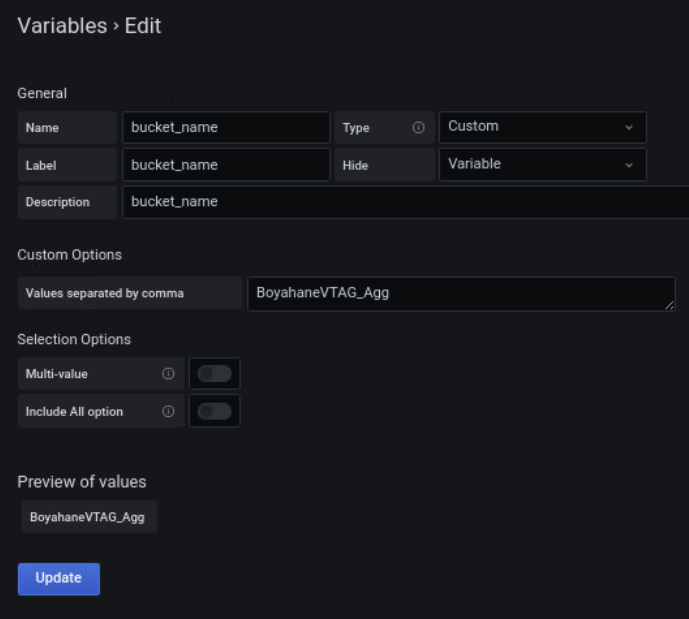 Variables › Edit
General
Name bucket_name Type Custom
Label bucket_name Hide Variable
Description bucket_name
Custom Options
Values separated by comma BoyahaneVTAG_Agg
Selection Options
Multi-value
Include All option
Preview of values
BoyahaneVTAG_Agg
Update